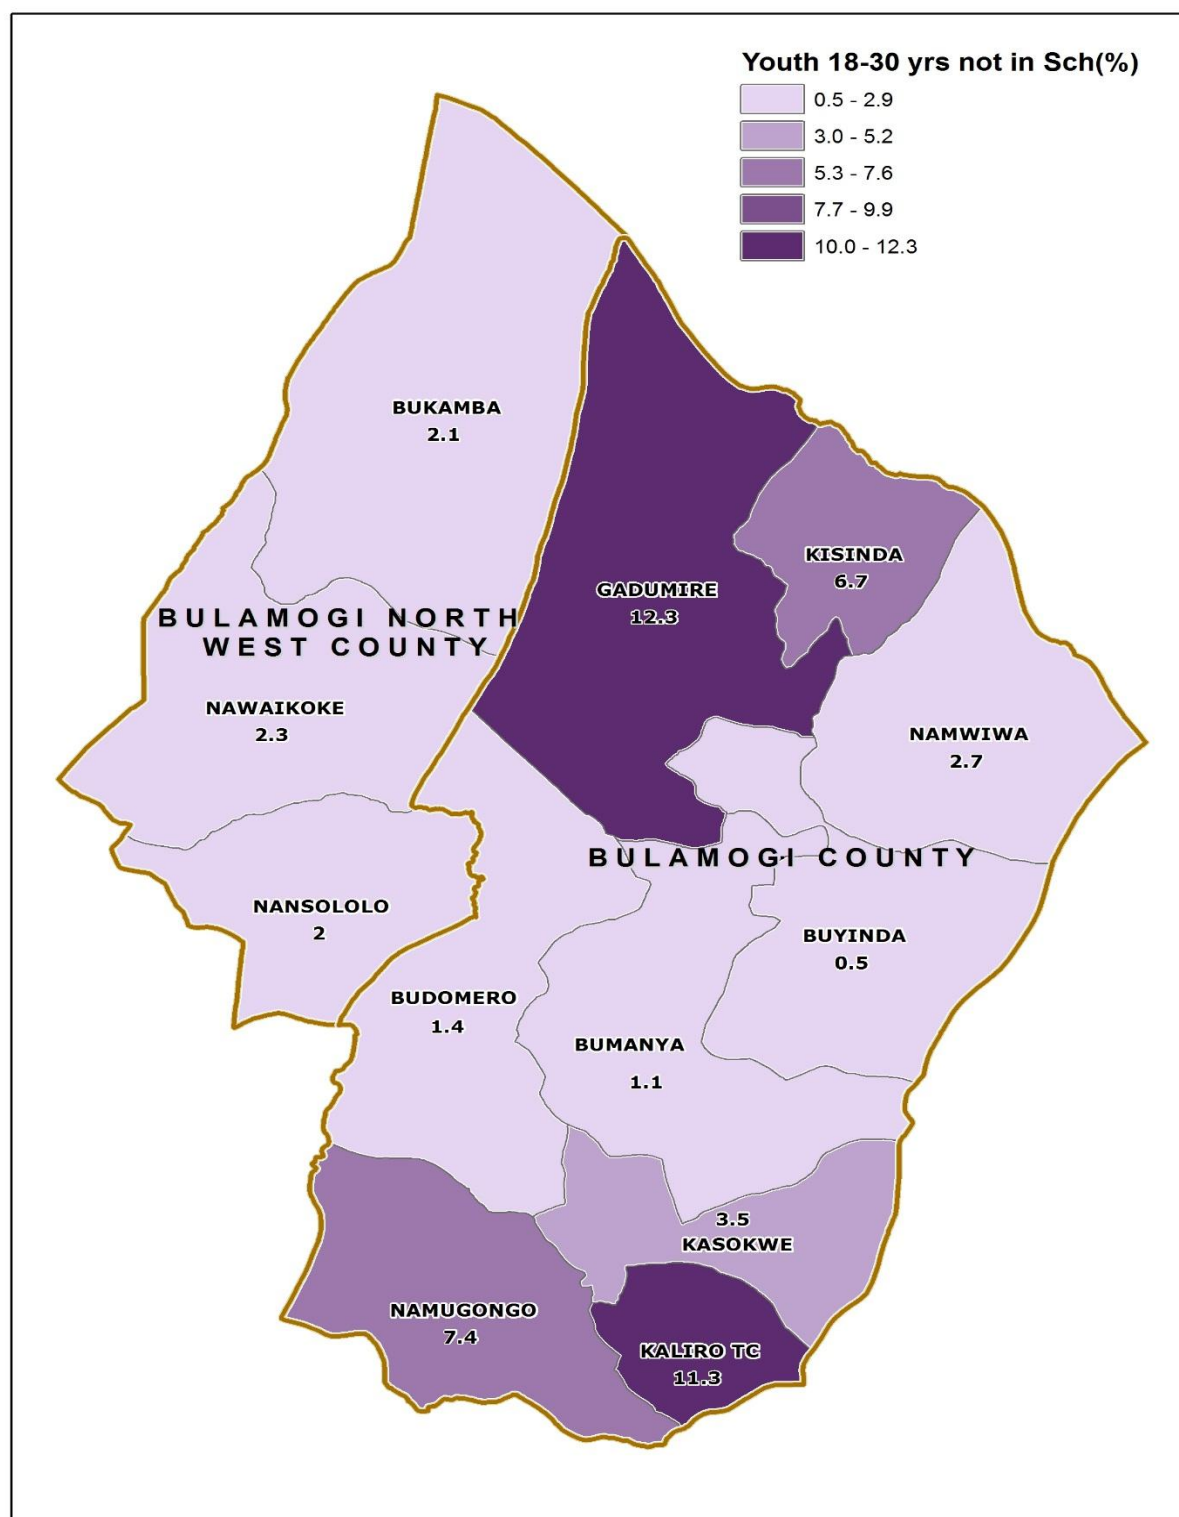 Youth 18-30 yrs not in Sch(%)
0.5 - 2.9
3.0 - 5.2
5.3 - 7.6
7.7 - 9.9
10.0 - 12.3
BUKAMBA
2.1
KISINDA
6.7
GADUMIRE
12.3
BULAMOGI NORTH
WEST COUNTY
NAWAIKOKE
2.3
NAMWIWA
2.7
BULAMOGI COUNTY
NANSOLOLO
2
BUYINDA
0.5
BUDOMERO
1.4
BUMANYA
1.1
3.5
KASOKWE
NAMUGONGO
7.4
KALIRO TC
11.3